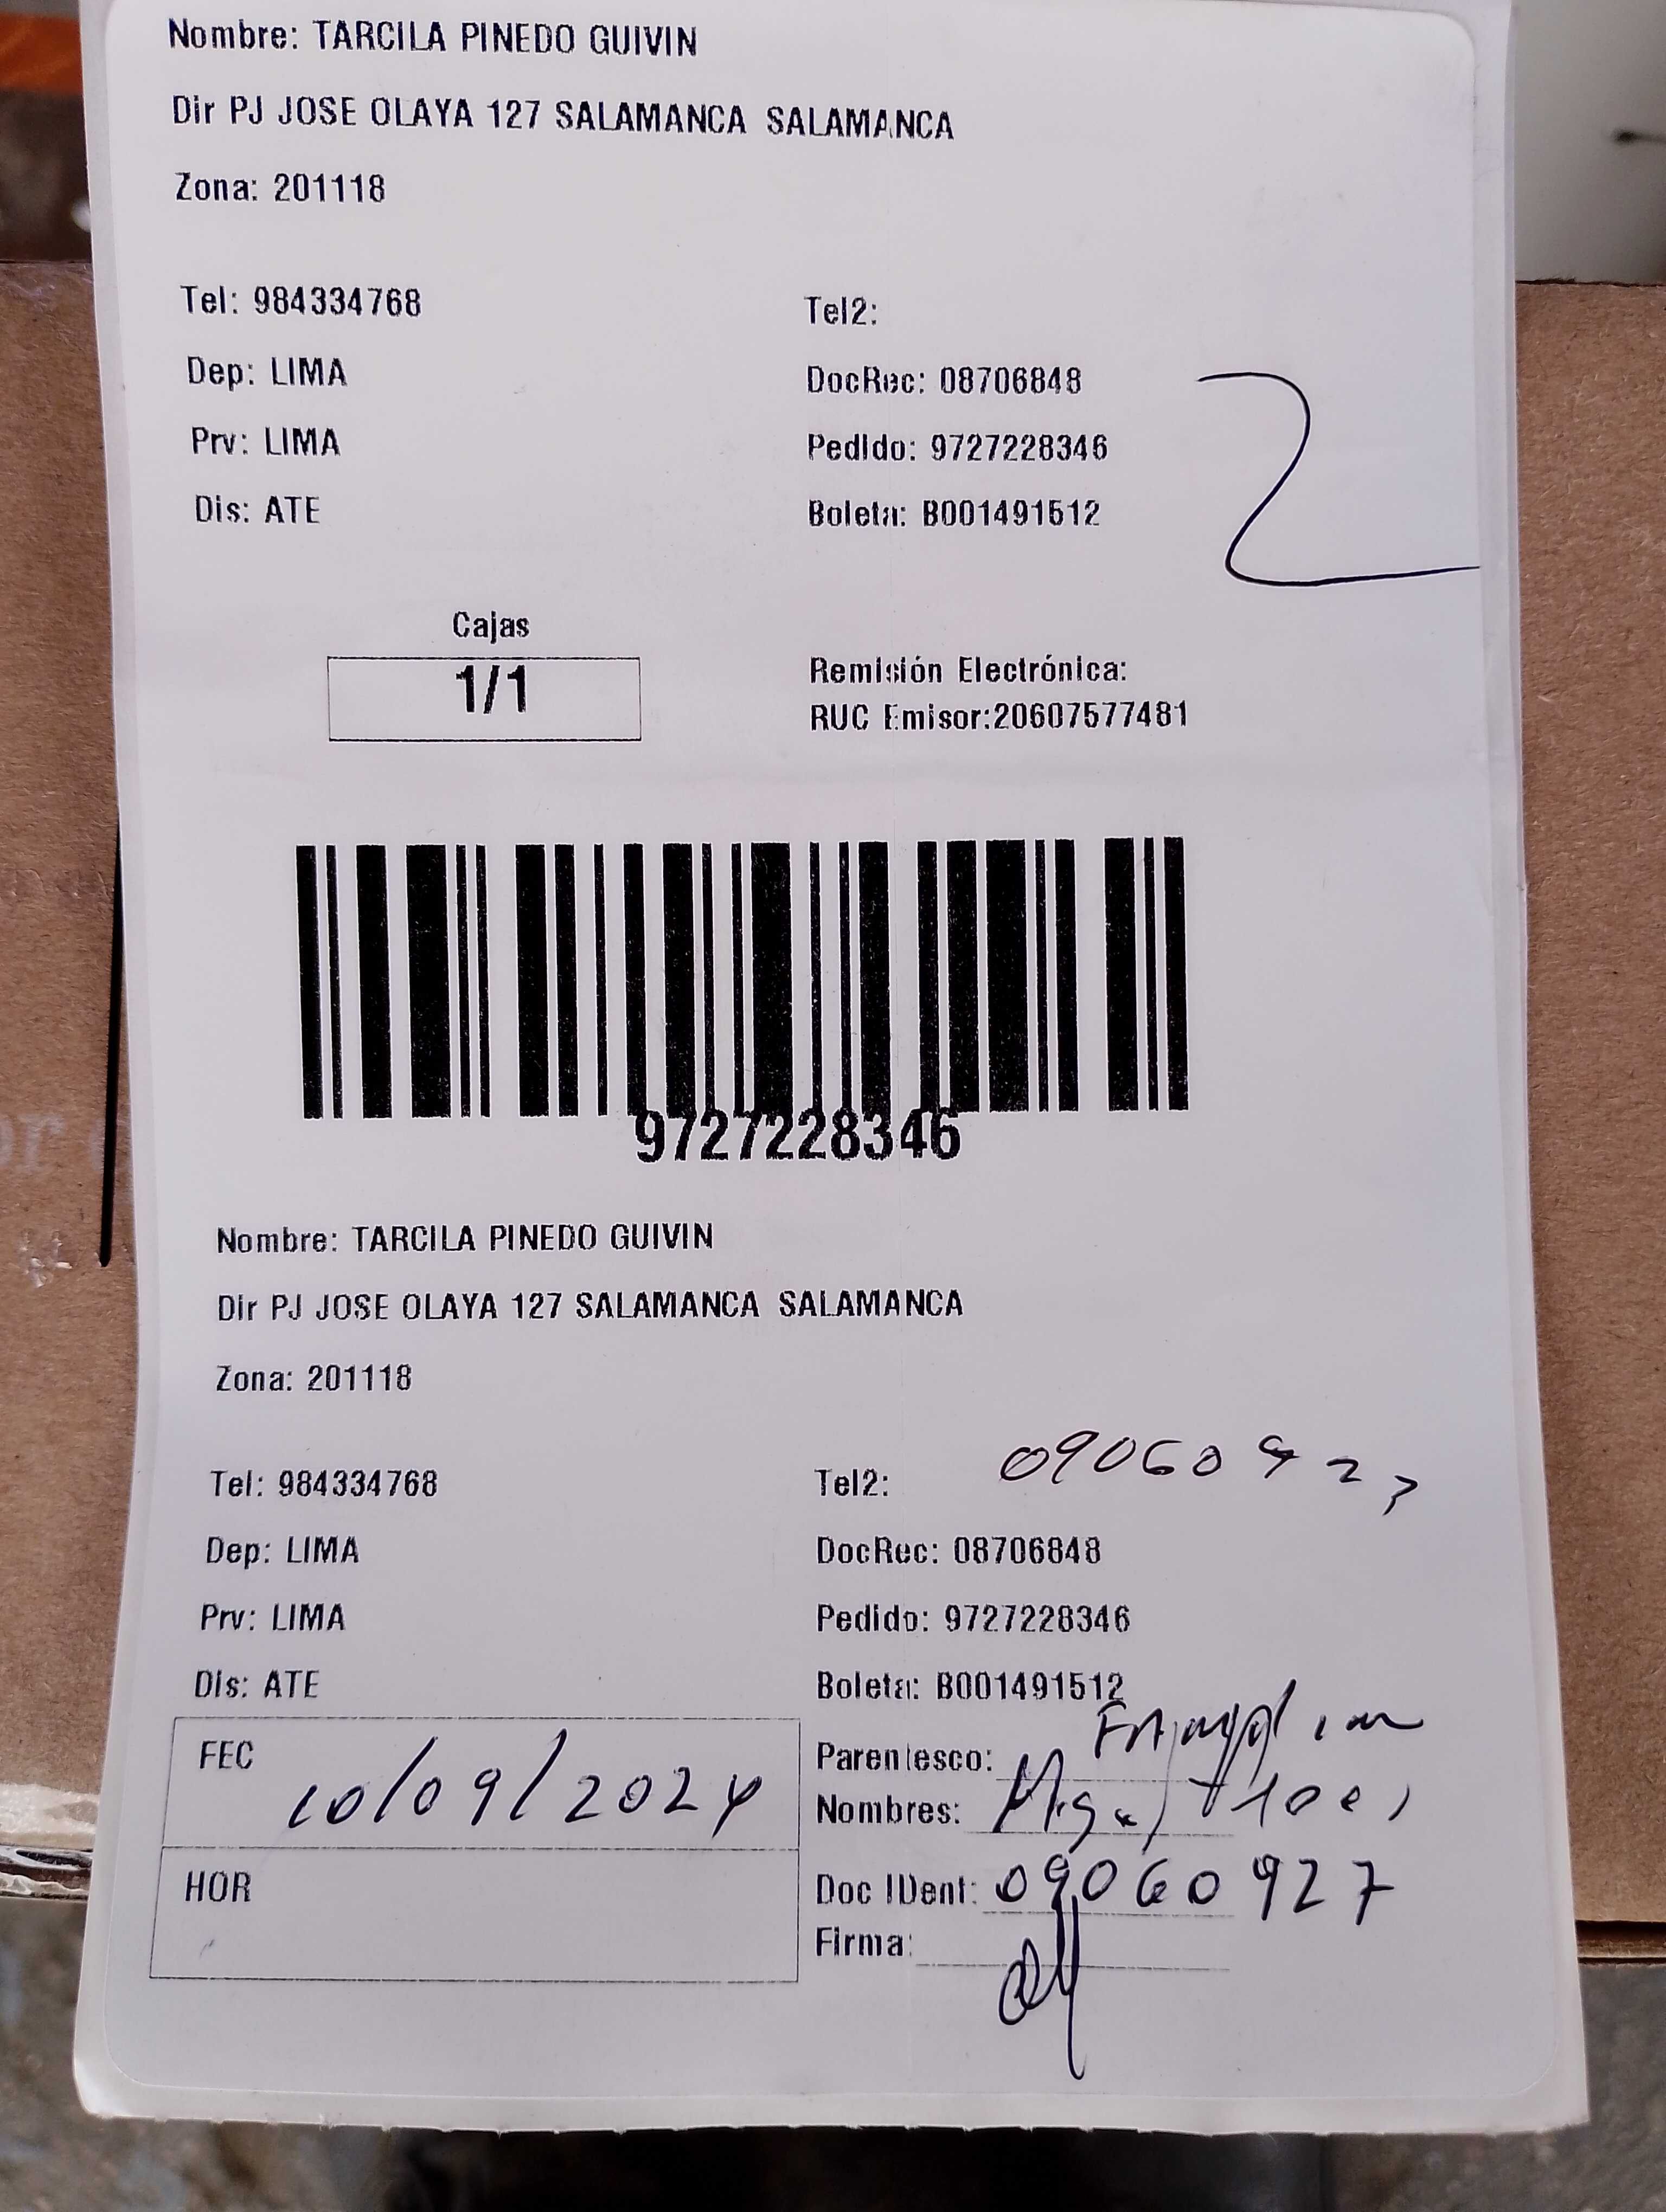 Nombre: TARCILA PINEDO GUIVIN
Dir PJ JOSE OLAYA 127 SALAMANCA SALAMANCA
Zona: 201118
Tel: 984334768 Tel2:
Dep: LIMA DocRec: 08706848
Prv: LIMA Pedido: 9727228346
Dis: ATE Boleta: B001491512
2
Cajas
1/1
Remisión Electrónica:
RUC Emisor:20607577481
9727228346
Nombre: TARCILA PINEDO GUIVIN
Dir PJ JOSE OLAYA 127 SALAMANCA SALAMANCA
Zona: 201118
Tel: 984334768 Tel2: 09060927
Dep: LIMA DocRec: 08706848
Prv: LIMA Pedido: 9727228346
Dis: ATE Boleta: B001491512
FEC 10/09/2024
HOR
Parentesco:
Nombres:
Doc IDent: 09060927
Firma: